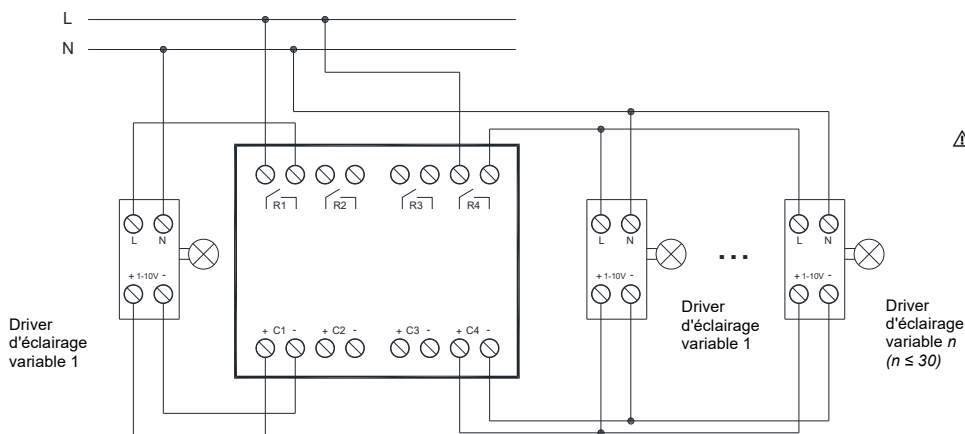 L
N
R1 R2 R3 R4
L N
+ 1-10V -
L N
+ 1-10V -
L N
+ 1-10V -
+ C1 - + C2 - + C3 - + C4 -
Driver
d'éclairage
variable 1
...
Driver
d'éclairage
variable 1
Driver
d'éclairage
variable n
(n ≤ 30)